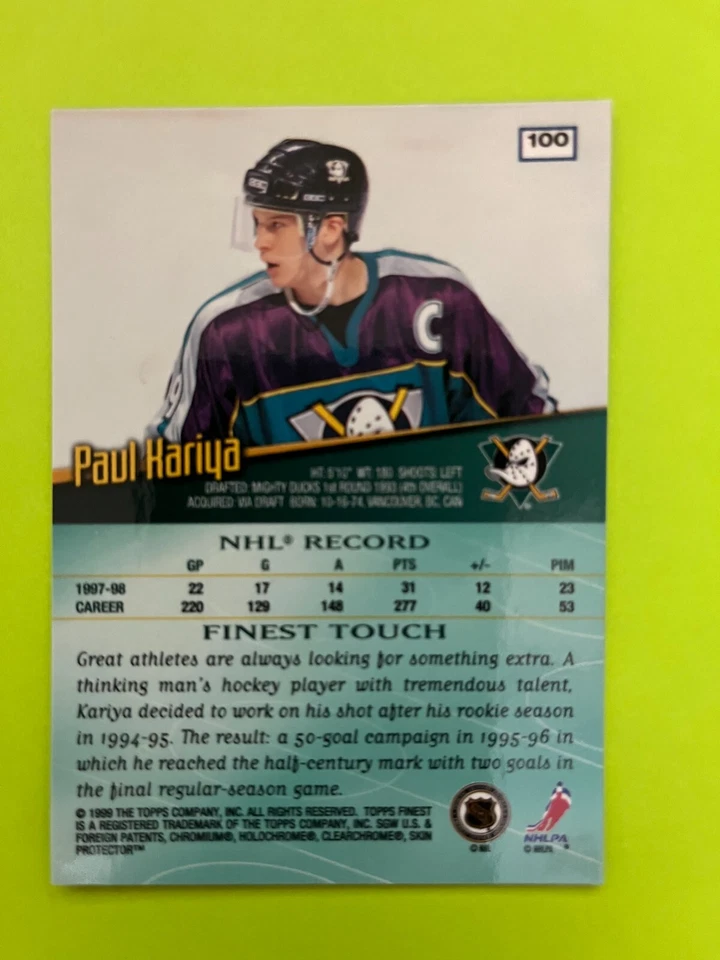 100
C
9
Paul Kariya
HT: 5'10" WT: 180 SHOOTS: LEFT
DRAFTED: MIGHTY DUCKS 1st ROUND 1993 (4th OVERALL)
ACQUIRED: VIA DRAFT BORN: 10-16-74, VANCOUVER, BC, CAN
NHL® RECORD
GP G A PTS +/- PIM
1997-98 22 17 14 31 12 23
CAREER 220 129 148 277 40 53
FINEST TOUCH
Great athletes are always looking for something extra. A
thinking man's hockey player with tremendous talent,
Kariya decided to work on his shot after his rookie season
in 1994-95. The result: a 50-goal campaign in 1995-96 in
which he reached the half-century mark with two goals in
the final regular-season game.
© 1999 THE TOPPS COMPANY, INC. ALL RIGHTS RESERVED. TOPPS FINEST
IS A REGISTERED TRADEMARK OF THE TOPPS COMPANY, INC. SGW U.S. &
FOREIGN PATENTS, CHROMIUM®, HOLOCHROME®, CLEARCHROME®, SKIN
PROTECTOR™
NHLPA